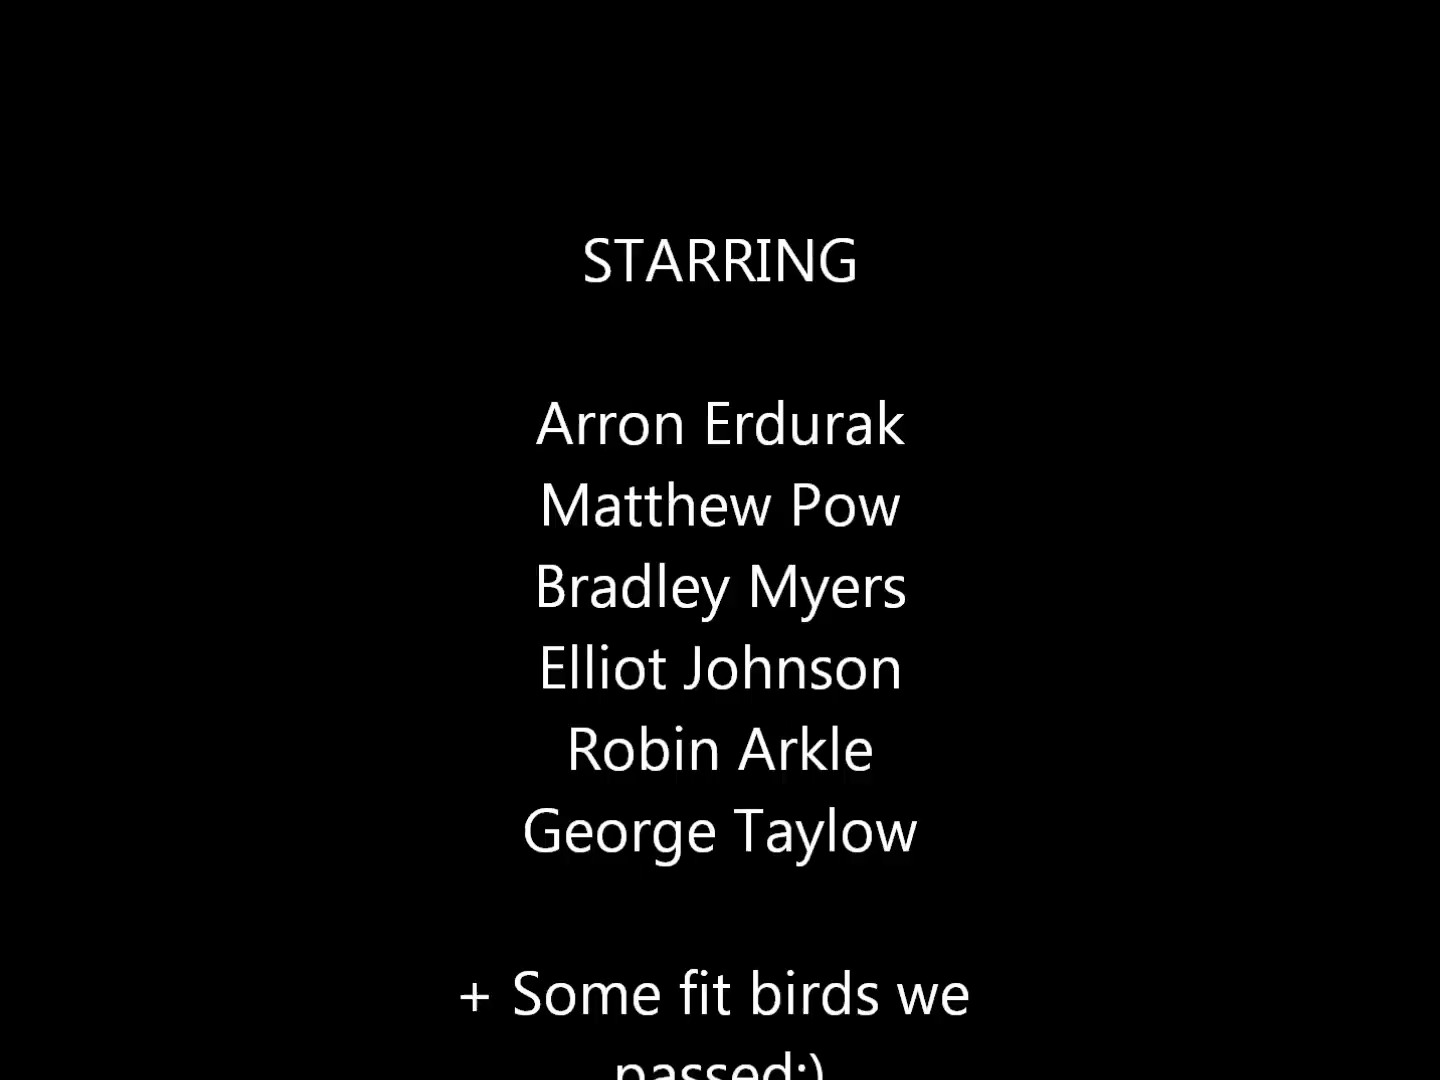 STARRING
Arron Erdurak
Matthew Pow
Bradley Myers
Elliot Johnson
Robin Arkle
George Taylow
+ Some fit birds we
passed:)